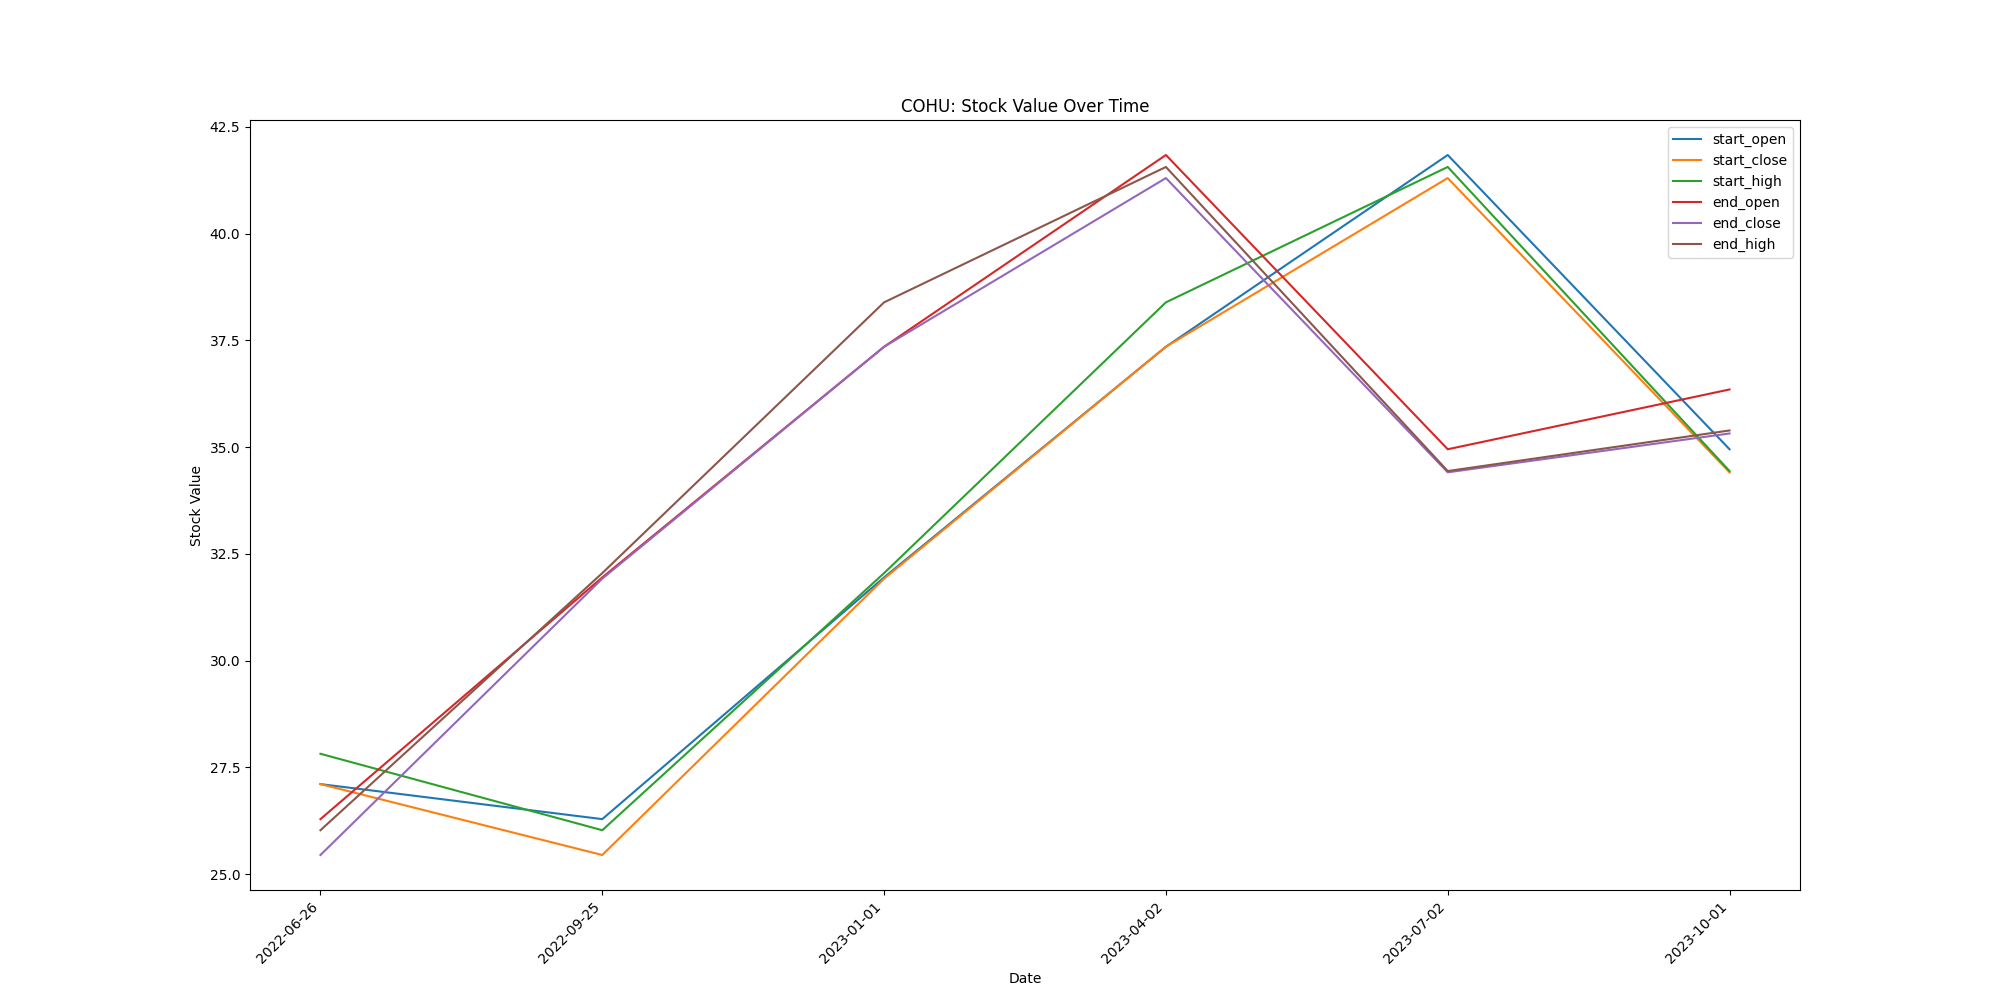 COHU: Stock Value Over Time
42.5
40.0
37.5
35.0
32.5
30.0
27.5
25.0
Stock Value
start_open
start_close
start_high
end_open
end_close
end_high
2022-06-26
2022-09-25
2023-01-01
2023-04-02
2023-07-02
2023-10-01
Date